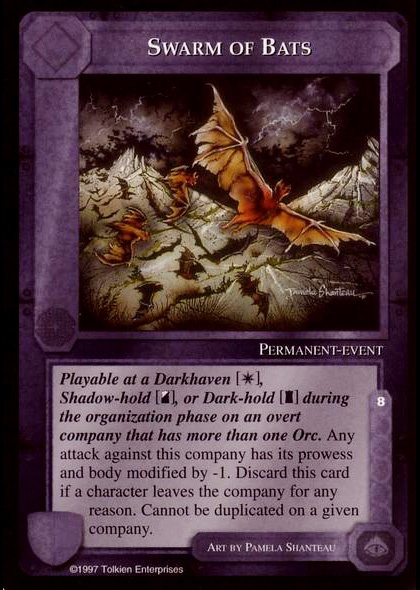 SWARM OF BATS
Pamela Shanteau
PERMANENT-EVENT
Playable at a Darkhaven [☀],
Shadow-hold [], or Dark-hold [] during
the organization phase on an overt
company that has more than one Orc. Any
attack against this company has its prowess
and body modified by -1. Discard this card
if a character leaves the company for any
reason. Cannot be duplicated on a given
company.
8
ART BY PAMELA SHANTEAU
©1997 Tolkien Enterprises